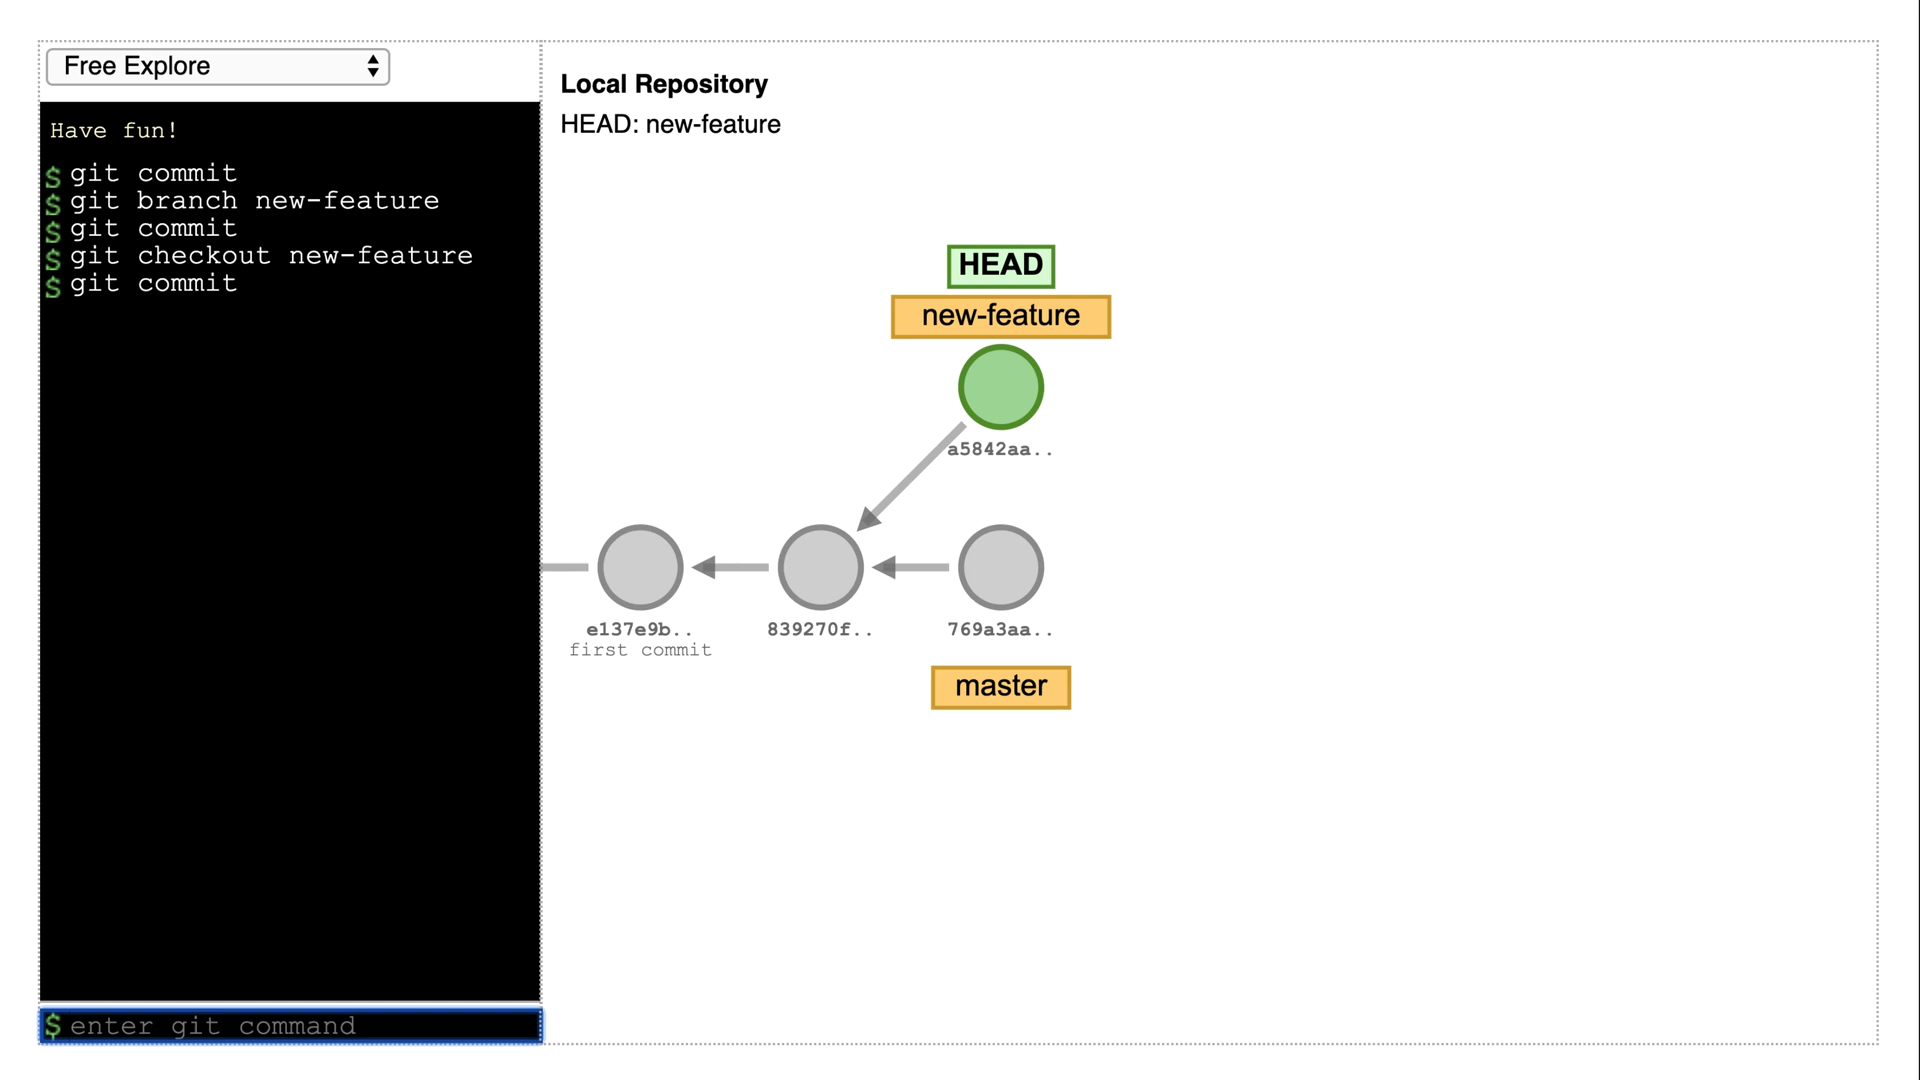 Free Explore
Have fun!
$ git commit
$ git branch new-feature
$ git commit
$ git checkout new-feature
$ git commit
$ enter git command
Local Repository
HEAD: new-feature
HEAD
new-feature
a5842aa..
e137e9b..
first commit
839270f..
769a3aa..
master